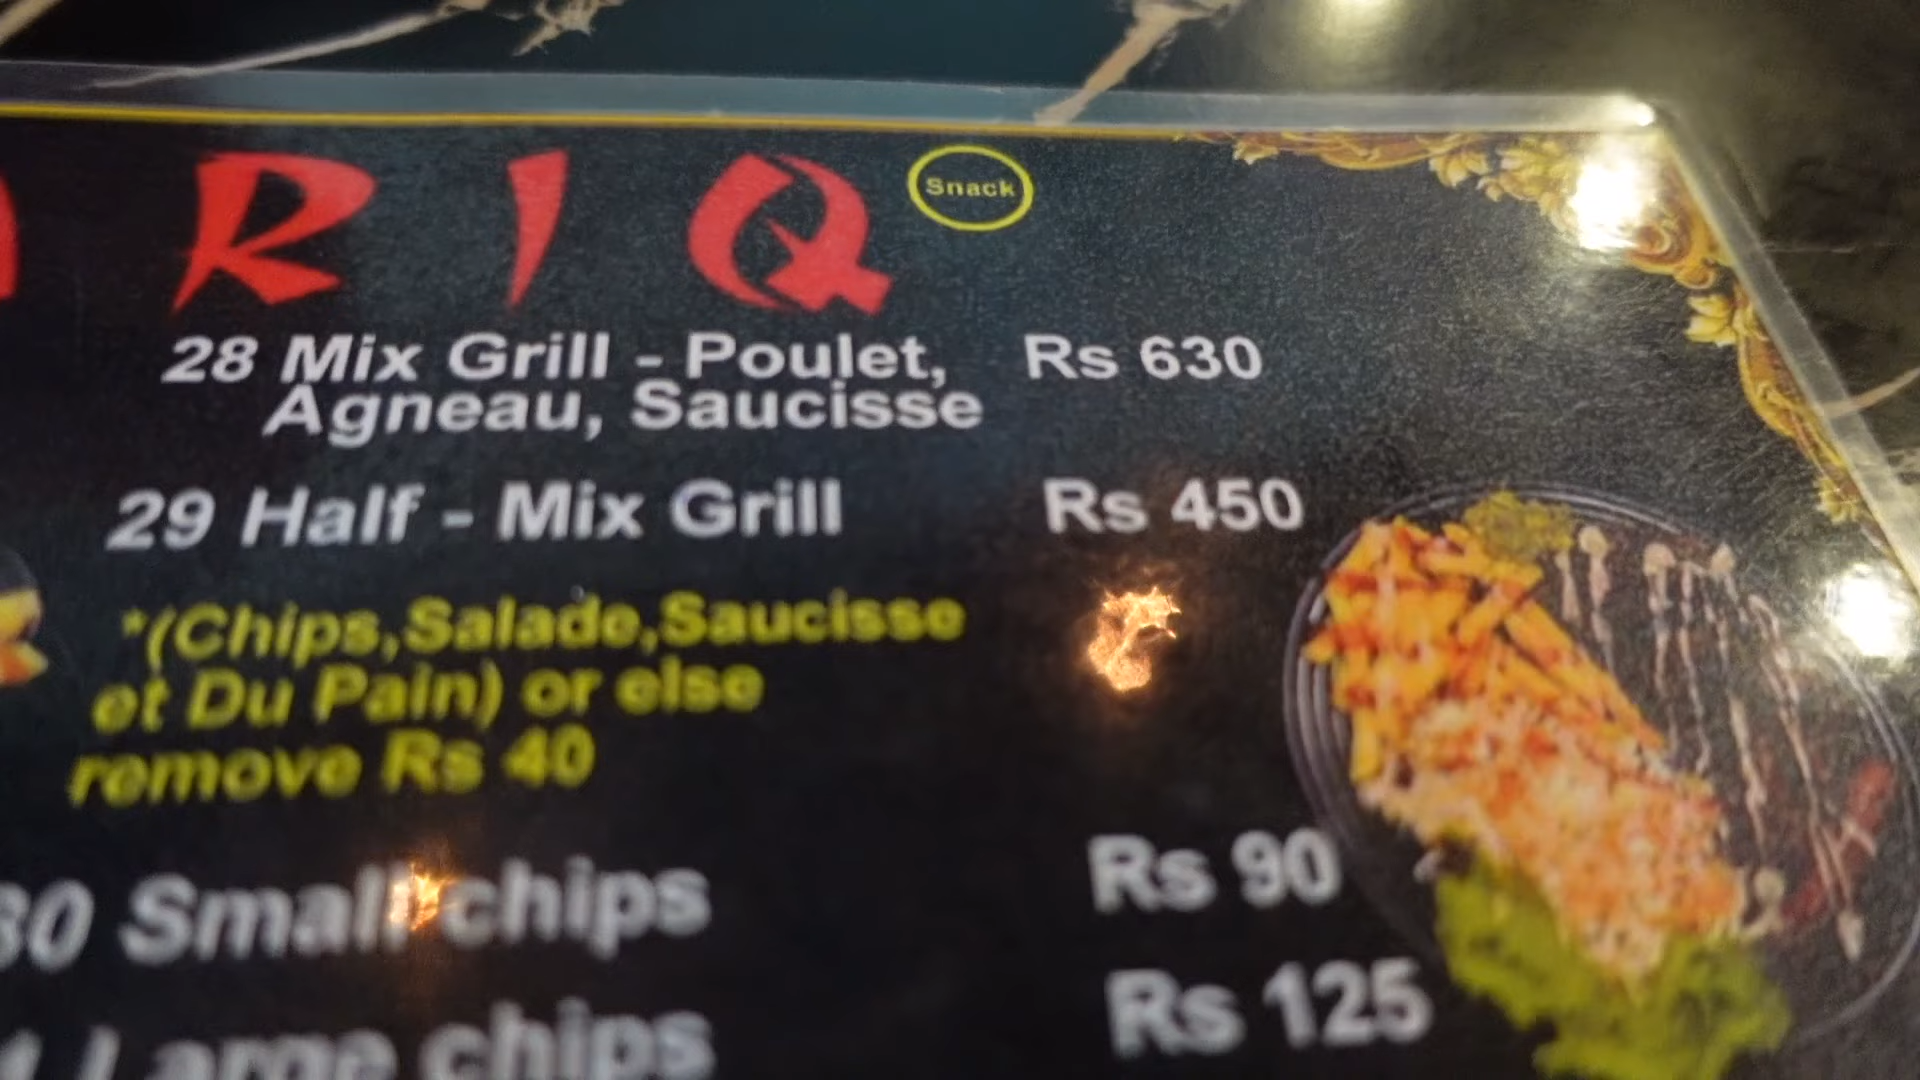 R I Q Snack
28 Mix Grill - Poulet, Rs 630
Agneau, Saucisse
29 Half - Mix Grill Rs 450
*(Chips,Salade,Saucisse
et Du Pain) or else
remove Rs 40
30 Small chips Rs 90
Large chips Rs 125